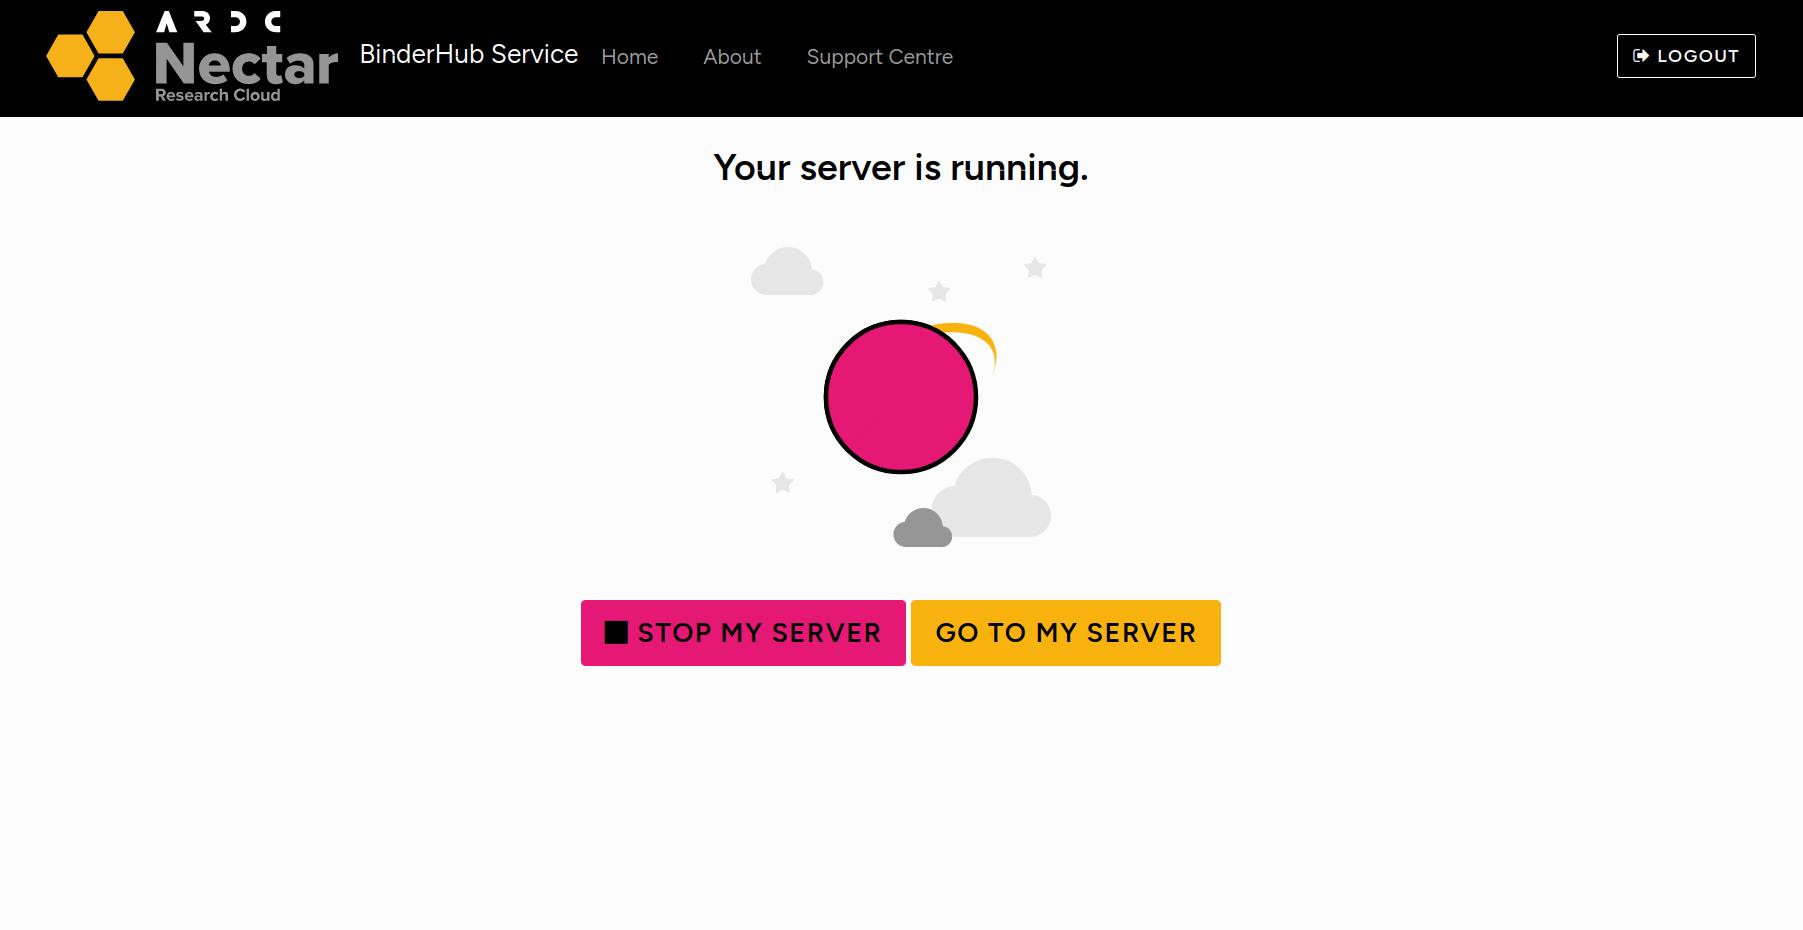 ARDC
Nectar
Research Cloud
BinderHub Service
Home
About
Support Centre
LOGOUT
Your server is running.
STOP MY SERVER
GO TO MY SERVER